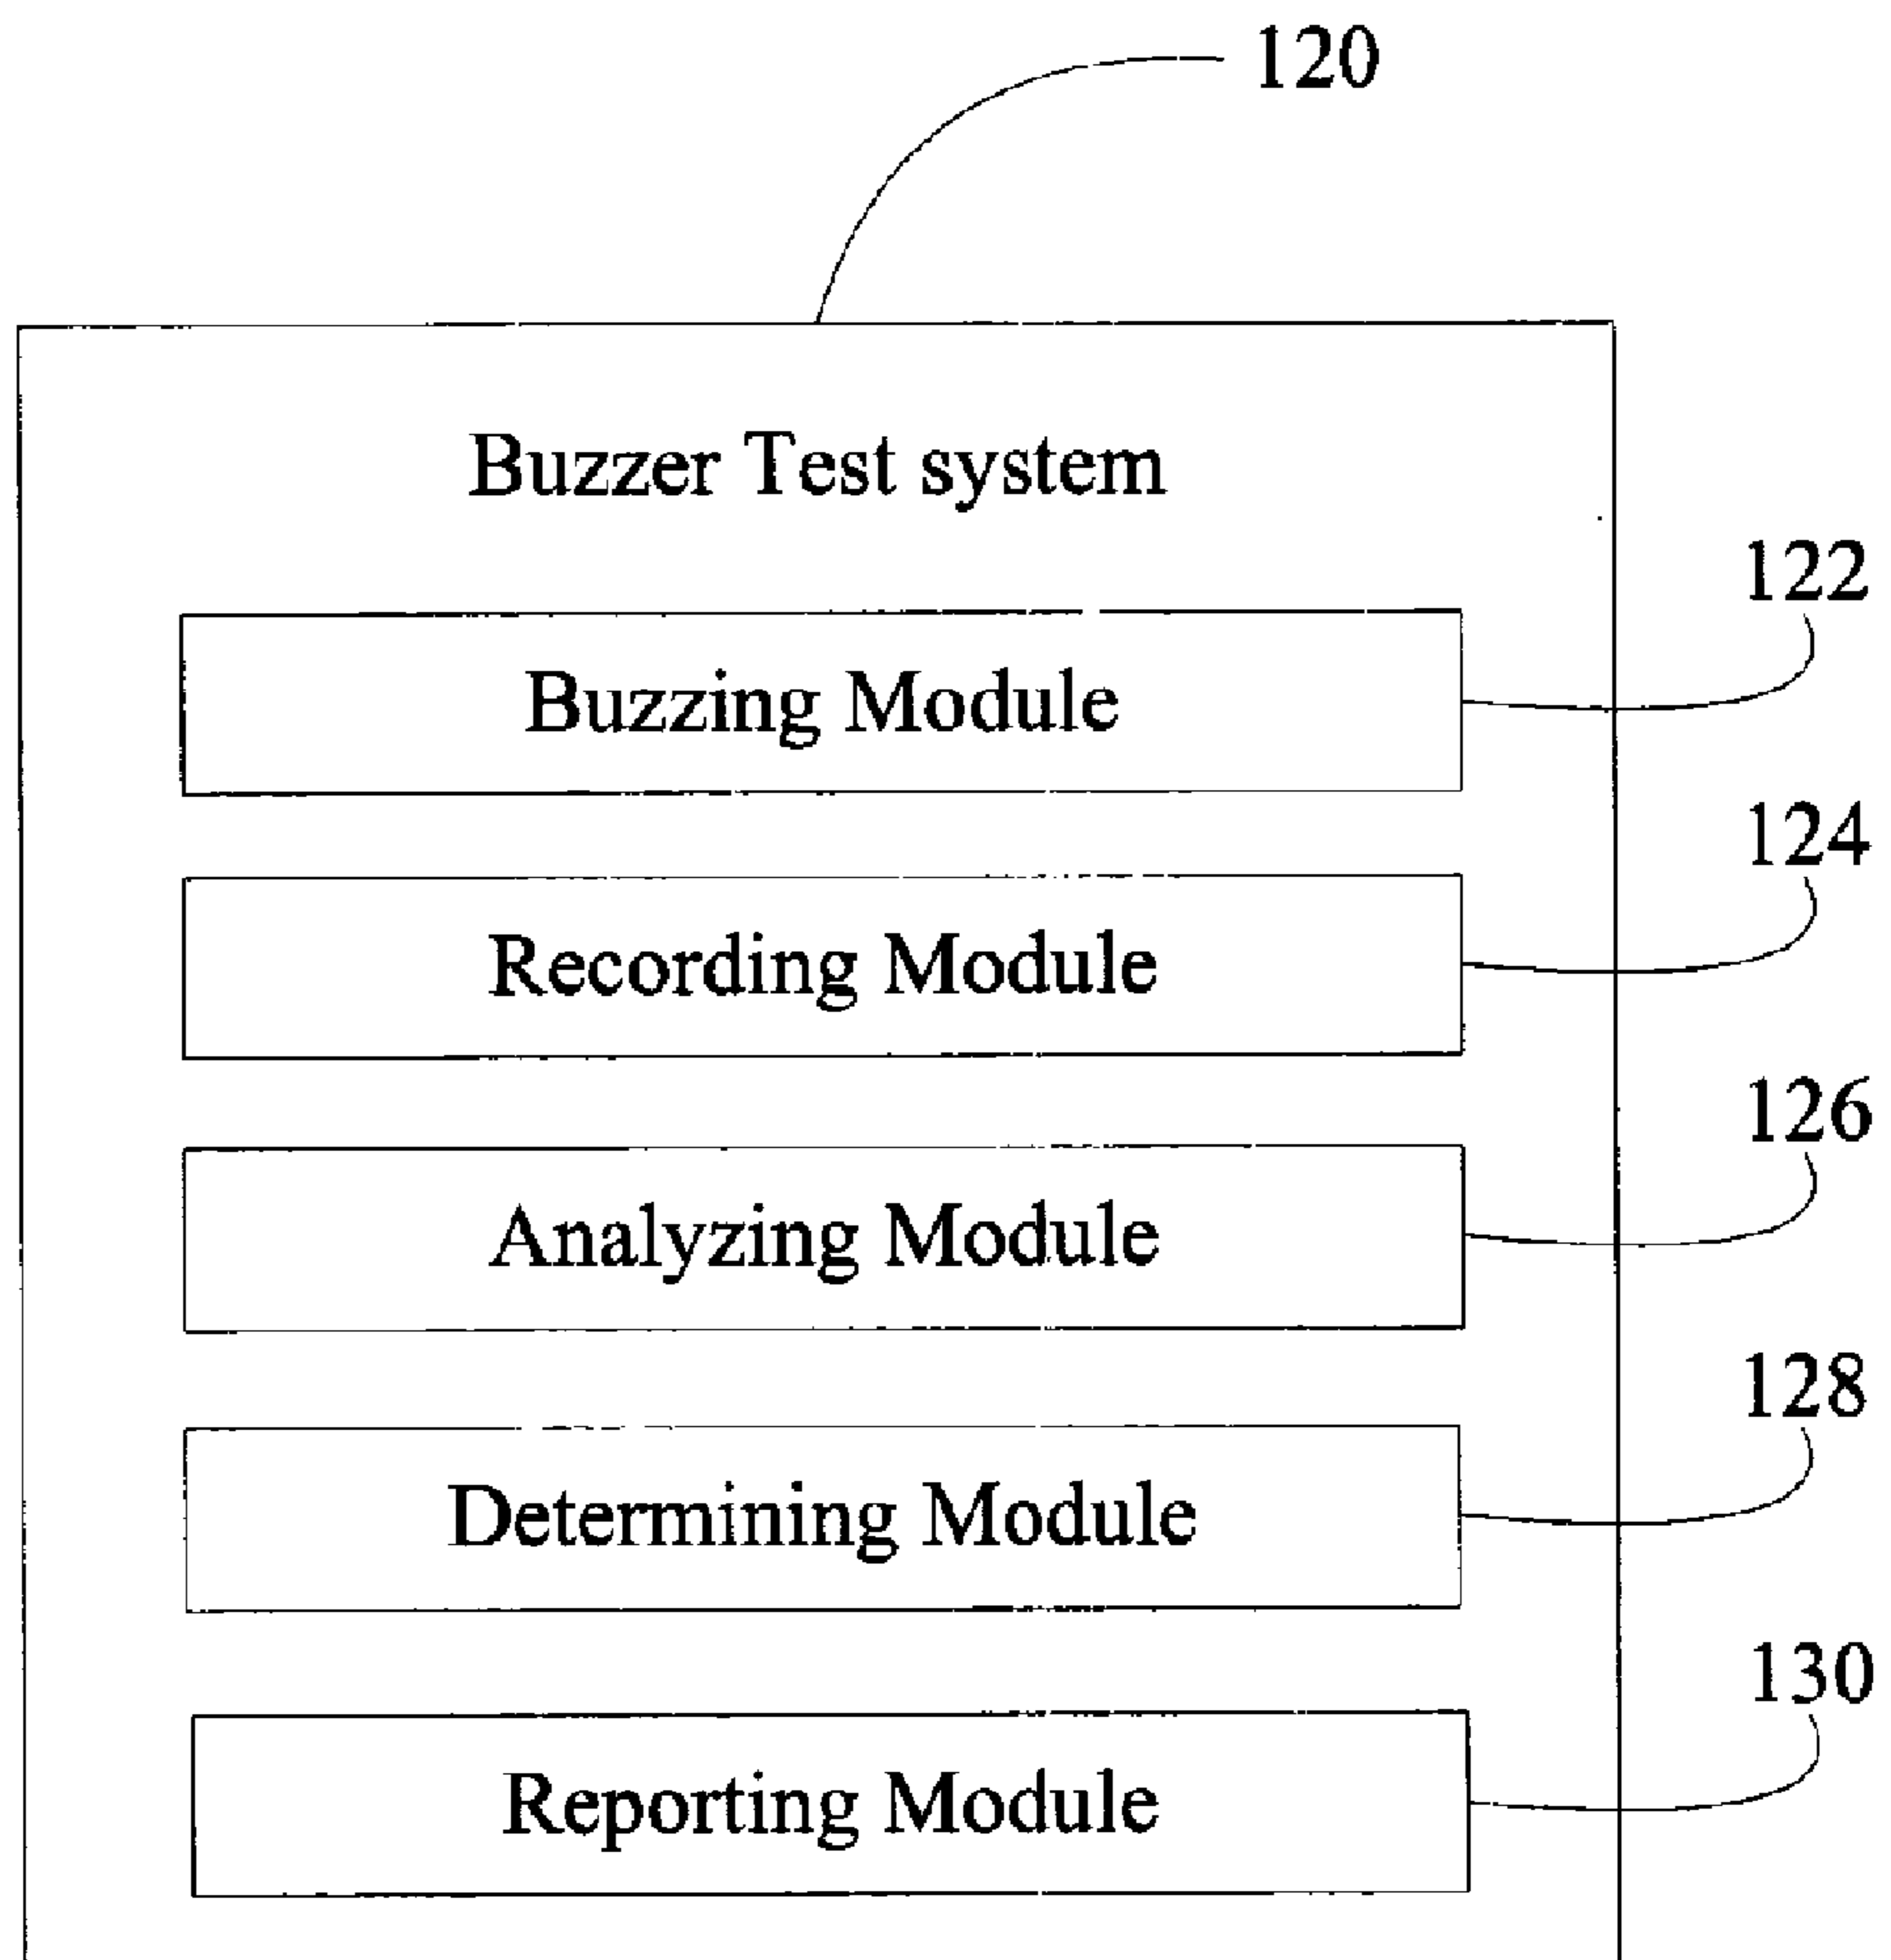 120
Buzzer Test system
122
Buzzing Module
124
Recording Module
126
Analyzing Module
128
Determining Module
130
Reporting Module